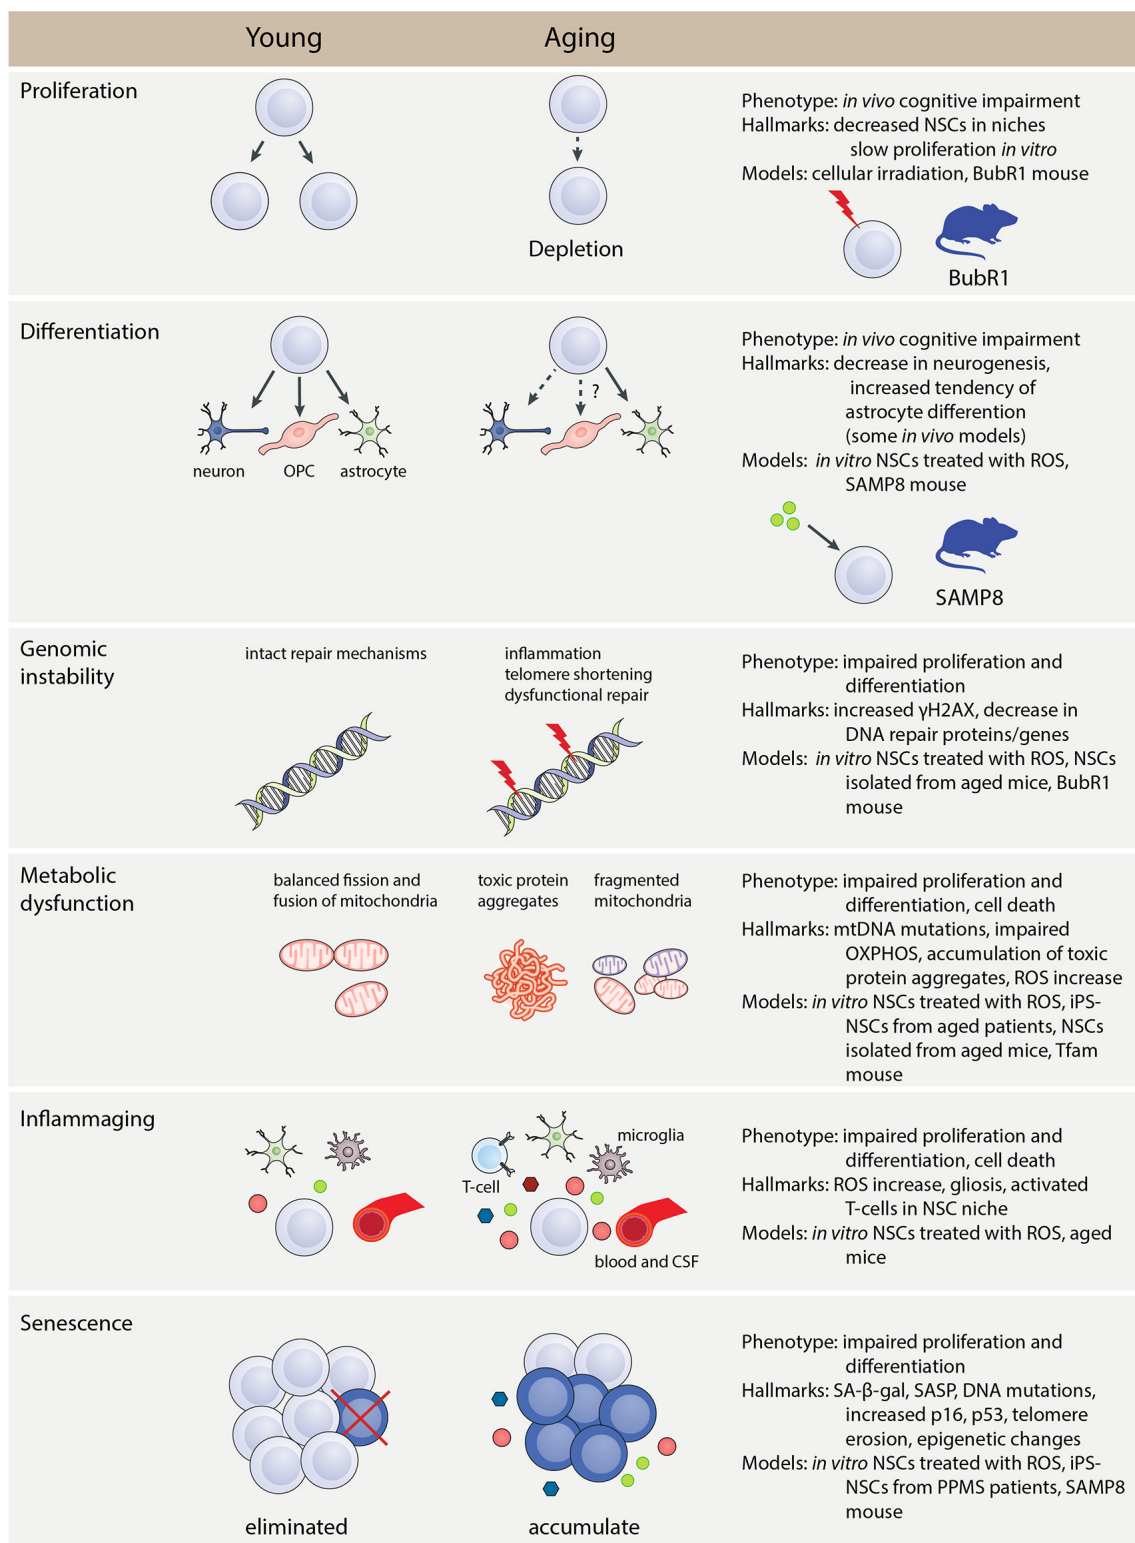 Young
Aging
Proliferation
Depletion
Phenotype: in vivo cognitive impairment
Hallmarks: decreased NSCs in niches
slow proliferation in vitro
Models: cellular irradiation, BubR1 mouse
BubR1
Differentiation
neuron
OPC
astrocyte
?
Phenotype: in vivo cognitive impairment
Hallmarks: decrease in neurogenesis,
increased tendency of
astrocyte differention
(some in vivo models)
Models: in vitro NSCs treated with ROS,
SAMP8 mouse
SAMP8
Genomic
instability
intact repair mechanisms
inflammation
telomere shortening
dysfunctional repair
Phenotype: impaired proliferation and
differentiation
Hallmarks: increased γH2AX, decrease in
DNA repair proteins/genes
Models: in vitro NSCs treated with ROS, NSCs
isolated from aged mice, BubR1
mouse
Metabolic
dysfunction
balanced fission and
fusion of mitochondria
toxic protein
aggregates
fragmented
mitochondria
Phenotype: impaired proliferation and
differentiation, cell death
Hallmarks: mtDNA mutations, impaired
OXPHOS, accumulation of toxic
protein aggregates, ROS increase
Models: in vitro NSCs treated with ROS, iPS-
NSCs from aged patients, NSCs
isolated from aged mice, Tfam
mouse
Inflammaging
microglia
T-cell
blood and CSF
Phenotype: impaired proliferation and
differentiation, cell death
Hallmarks: ROS increase, gliosis, activated
T-cells in NSC niche
Models: in vitro NSCs treated with ROS, aged
mice
Senescence
eliminated
accumulate
Phenotype: impaired proliferation and
differentiation
Hallmarks: SA-β-gal, SASP, DNA mutations,
increased p16, p53, telomere
erosion, epigenetic changes
Models: in vitro NSCs treated with ROS, iPS-
NSCs from PPMS patients, SAMP8
mouse